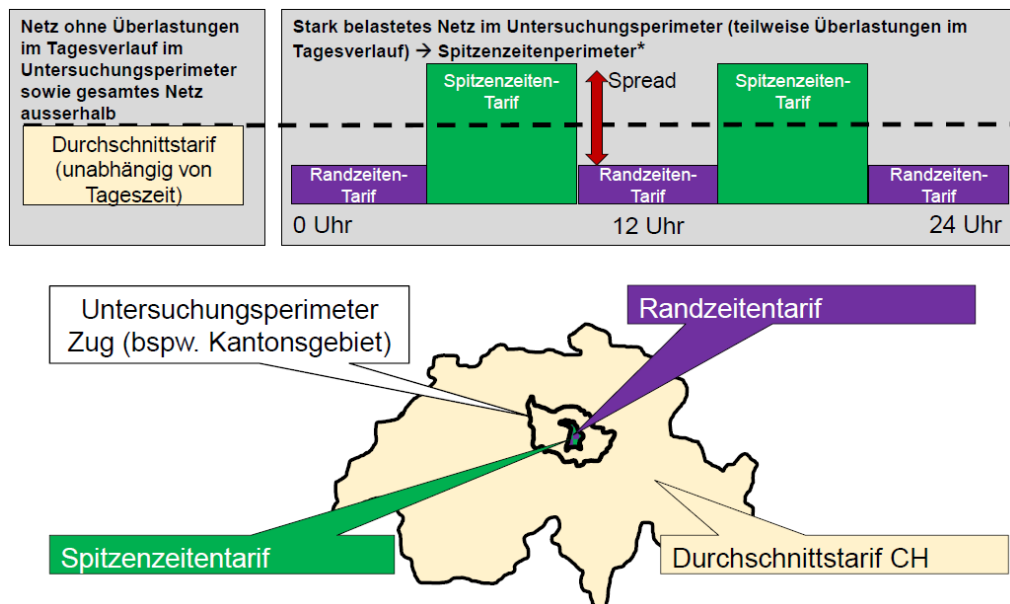 Netz ohne Überlastungen
im Tagesverlauf im
Untersuchungsperimeter
sowie gesamtes Netz
ausserhalb
Durchschnittstarif
(unabhängig von
Tageszeit)
Stark belastetes Netz im Untersuchungsperimeter (teilweise Überlastungen im
Tagesverlauf) → Spitzenzeitenperimeter*
Spitzenzeiten-
Tarif
Spread
Spitzenzeiten-
Tarif
Randzeiten-
Tarif
Randzeiten-
Tarif
Randzeiten-
Tarif
0 Uhr
12 Uhr
24 Uhr
Untersuchungsperimeter
Zug (bspw. Kantonsgebiet)
Randzeitentarif
Spitzenzeitentarif
Durchschnittstarif CH